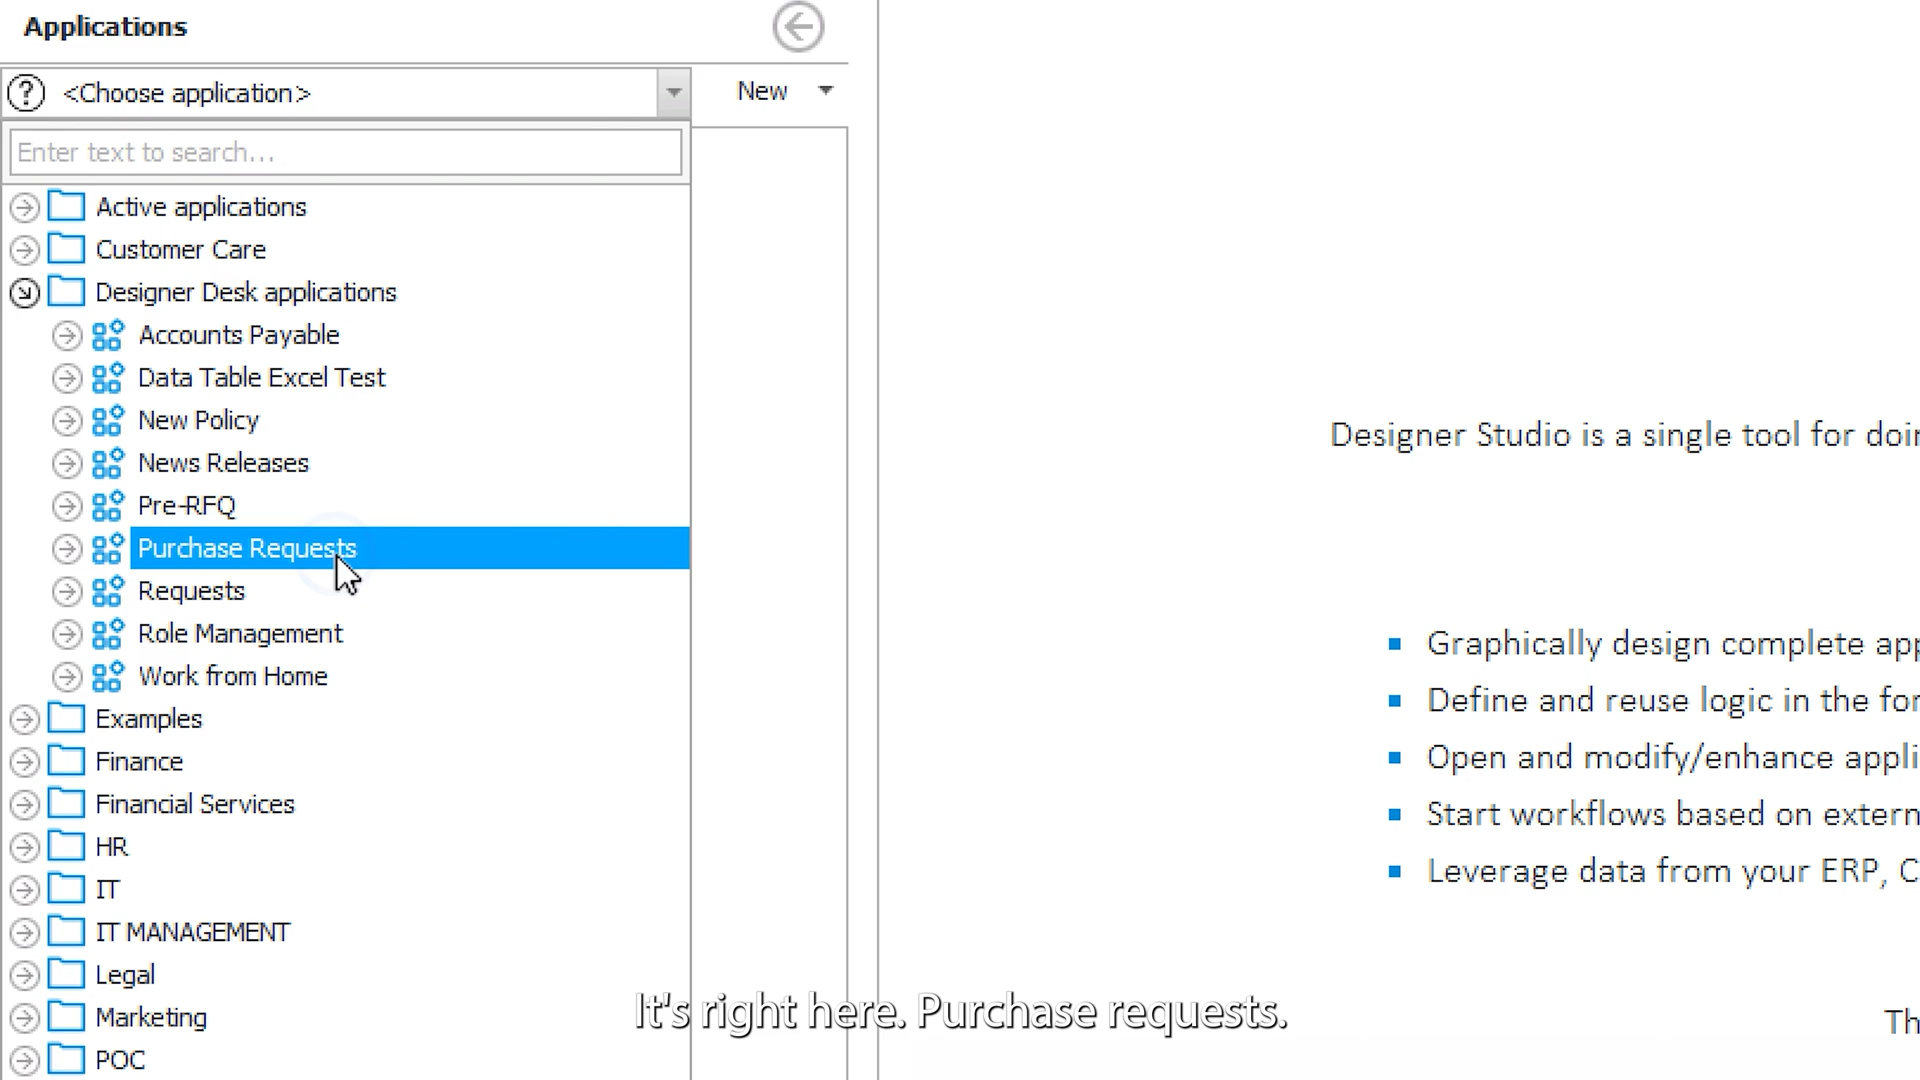 Applications
<Choose application>
New
Enter text to search...
Active applications
Customer Care
Designer Desk applications
Accounts Payable
Data Table Excel Test
New Policy
News Releases
Pre-RFQ
Purchase Requests
Requests
Role Management
Work from Home
Examples
Finance
Financial Services
HR
IT
IT MANAGEMENT
Legal
Marketing
POC
Designer Studio is a single tool for doin
Graphically design complete app
Define and reuse logic in the for
Open and modify/enhance appli
Start workflows based on extern
Leverage data from your ERP, C
Th
It's right here. Purchase requests.